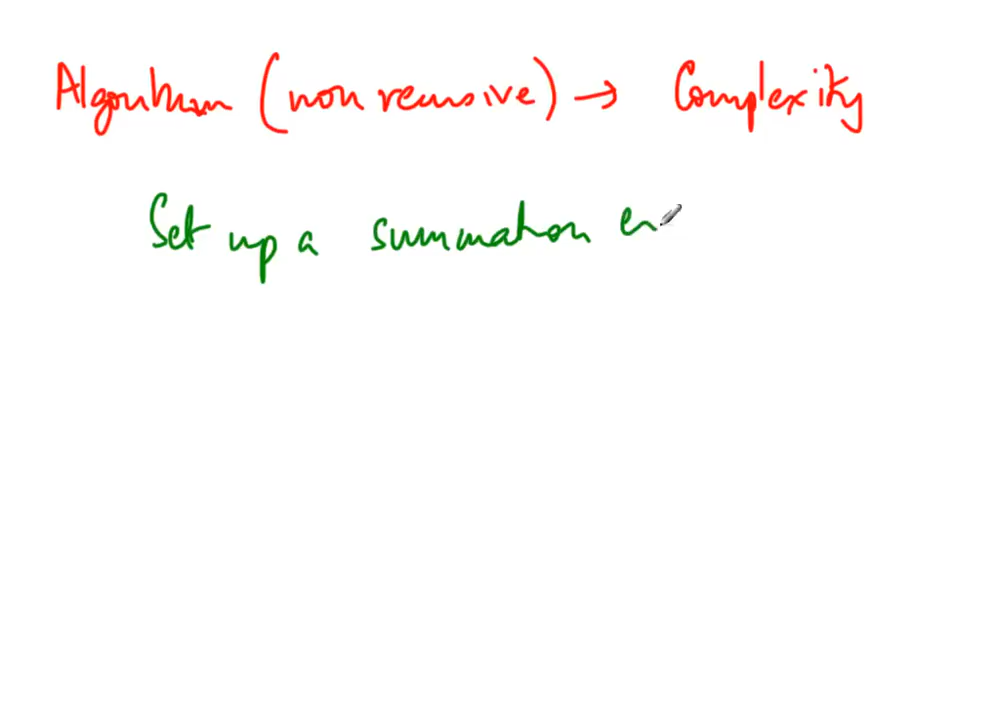 Algorithm (non recursive) → Complexity
Set up a summation